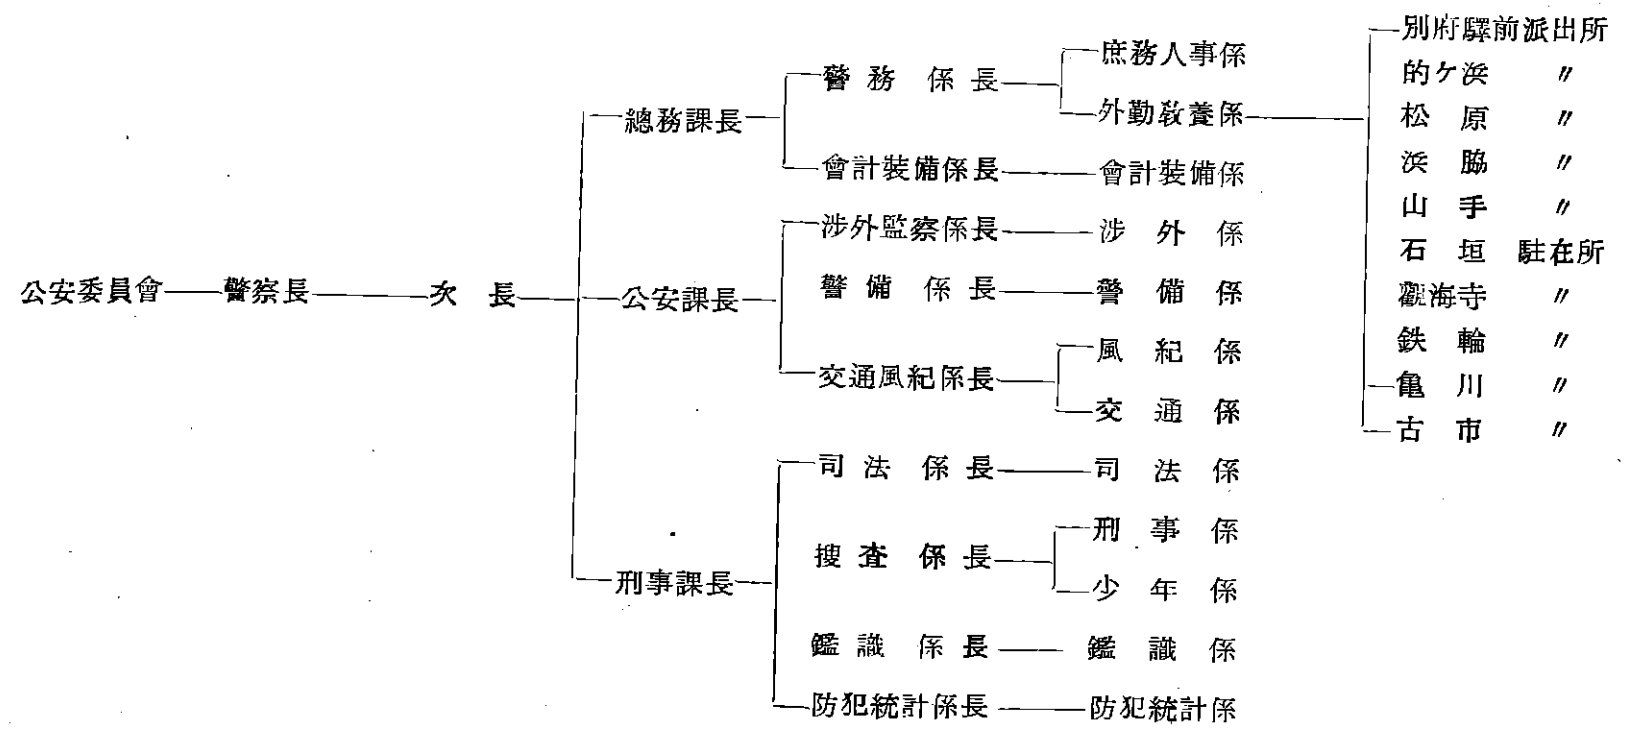 公安委員會
警察長
次長
總務課長
警務係長
庶務人事係
外勤敎養係
別府驛前派出所
的ケ浜 〃
松原 〃
浜脇 〃
山手 〃
石垣 駐在所
觀海寺 〃
鉄輪 〃
亀川 〃
古市 〃
會計裝備係長
會計裝備係
公安課長
涉外監察係長
涉外係
警備係長
警備係
交通風紀係長
風紀係
交通係
刑事課長
司法係長
司法係
捜査係長
刑事係
少年係
鑑識係長
鑑識係
防犯統計係長
防犯統計係